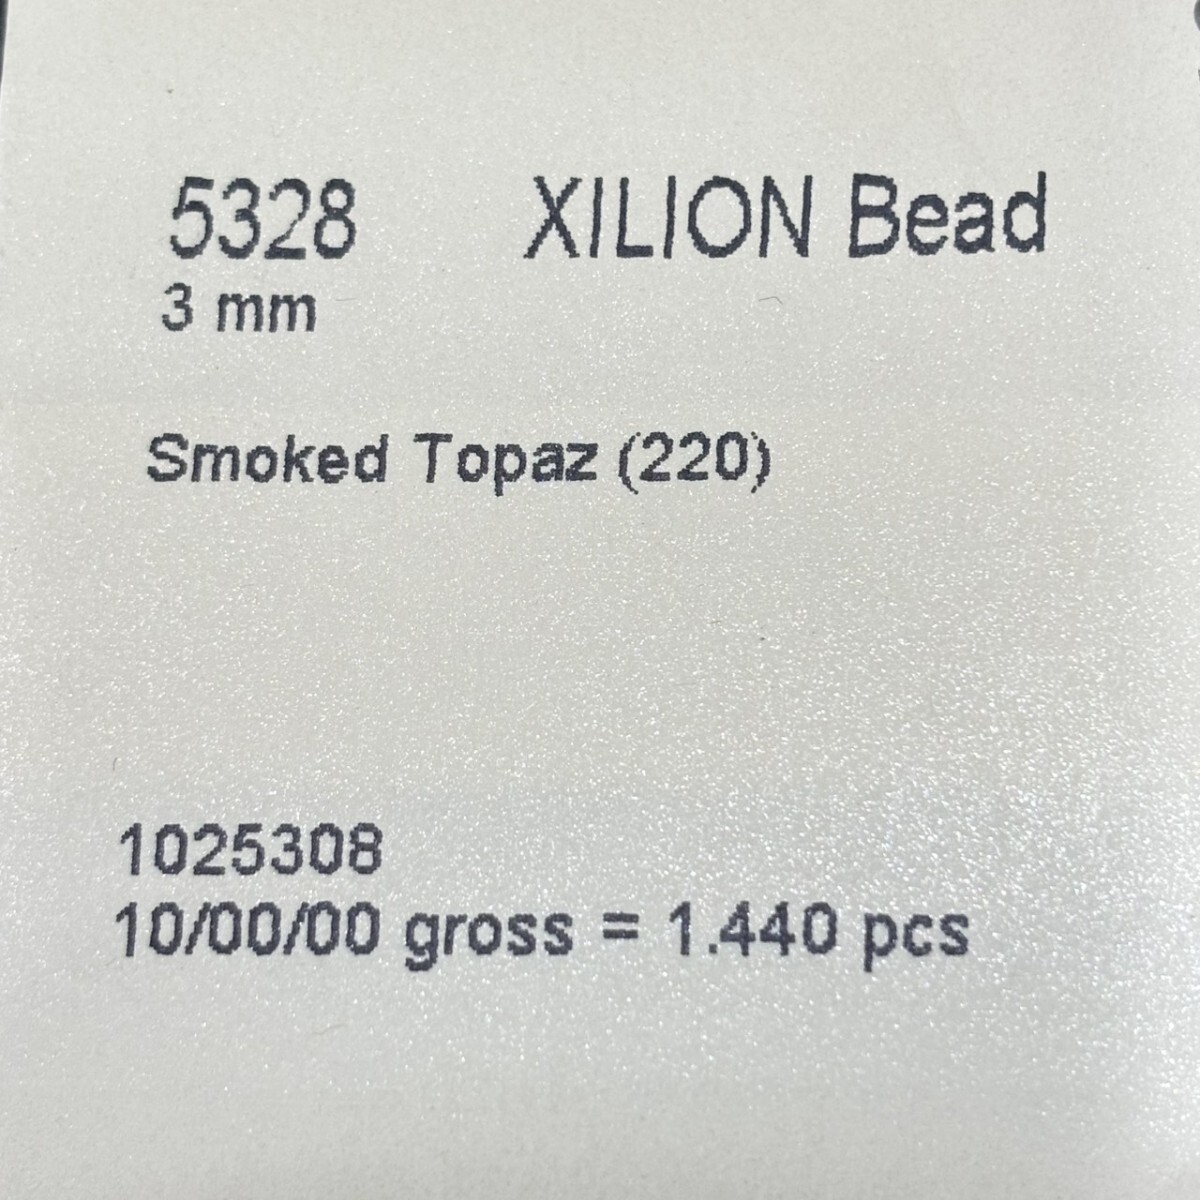 5328 XILION Bead
3 mm
Smoked Topaz (220)
1025308
10/00/00 gross = 1.440 pcs